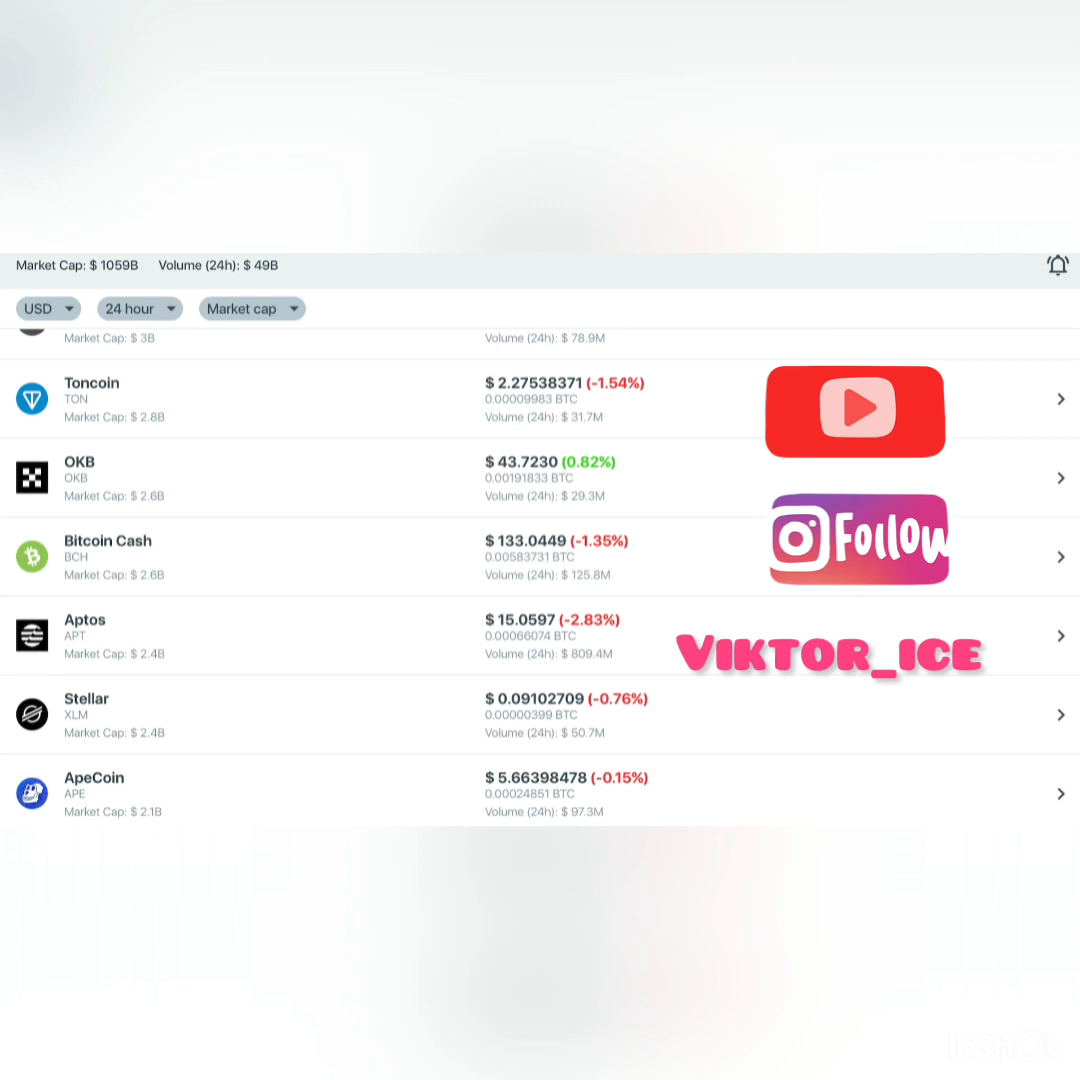 Market Cap: $ 1059B Volume (24h): $ 49B
USD 24 hour Market cap
Market Cap: $ 3B Volume (24h): $ 78.9M
Toncoin $ 2.27538371 (-1.54%)
TON 0.00009983 BTC
Market Cap: $ 2.8B Volume (24h): $ 31.7M
OKB $ 43.7230 (0.82%)
OKB 0.00191833 BTC
Market Cap: $ 2.6B Volume (24h): $ 29.3M
Follow
Bitcoin Cash $ 133.0449 (-1.35%)
BCH 0.00583731 BTC
Market Cap: $ 2.6B Volume (24h): $ 125.8M
Aptos $ 15.0597 (-2.83%)
APT 0.00066074 BTC
Market Cap: $ 2.4B Volume (24h): $ 809.4M
Viktor_ice
Stellar $ 0.09102709 (-0.76%)
XLM 0.00000399 BTC
Market Cap: $ 2.4B Volume (24h): $ 50.7M
ApeCoin $ 5.66398478 (-0.15%)
APE 0.00024851 BTC
Market Cap: $ 2.1B Volume (24h): $ 97.3M
InShOt